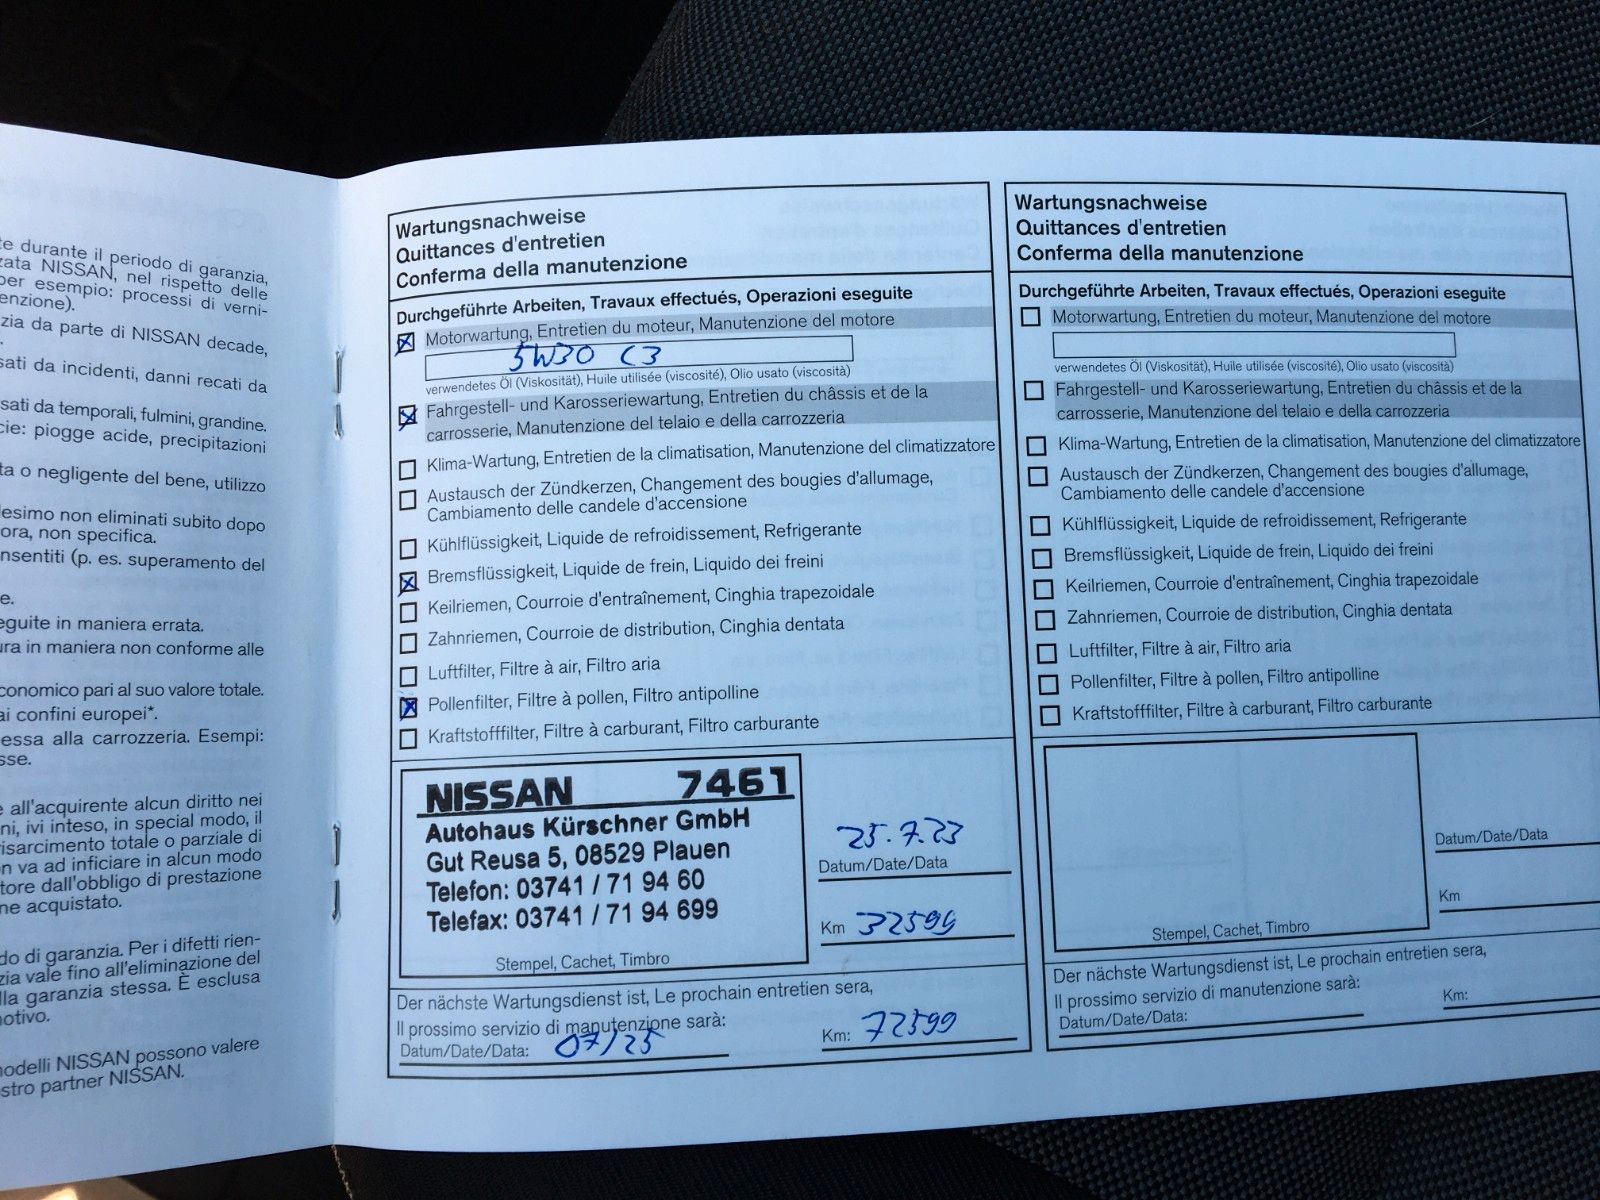 te durante il periodo di garanzia,
zata NISSAN, nel rispetto delle
per esempio: processi di verni-
enzione).
zia da parte di NISSAN decade,
sati da incidenti, danni recati da
sati da temporali, fulmini, grandine.
cie: piogge acide, precipitazioni
ta o negligente del bene, utilizzo
esimo non eliminati subito dopo
ora, non specifica.
nsentiti (p. es. superamento del
e.
eguite in maniera errata.
ura in maniera non conforme alle
conomico pari al suo valore totale.
ai confini europei*.
essa alla carrozzeria. Esempi:
sse.
e all'acquirente alcun diritto nei
ni, ivi inteso, in special modo, il
risarcimento totale o parziale di
n va ad inficiare in alcun modo
tore dall'obbligo di prestazione
ne acquistato.
do di garanzia. Per i difetti rien-
zia vale fino all'eliminazione del
lla garanzia stessa. È esclusa
notivo.
nodelli NISSAN possono valere
stro partner NISSAN.
Wartungsnachweise
Quittances d'entretien
Conferma della manutenzione
Durchgeführte Arbeiten, Travaux effectués, Operazioni eseguite
Motorwartung, Entretien du moteur, Manutenzione del motore
5W30 C3
verwendetes Öl (Viskosität), Huile utilisée (viscosité), Olio usato (viscosità)
Fahrgestell- und Karosseriewartung, Entretien du châssis et de la
carrosserie, Manutenzione del telaio e della carrozzeria
Klima-Wartung, Entretien de la climatisation, Manutenzione del climatizzatore
Austausch der Zündkerzen, Changement des bougies d'allumage,
Cambiamento delle candele d'accensione
Kühlflüssigkeit, Liquide de refroidissement, Refrigerante
Bremsflüssigkeit, Liquide de frein, Liquido dei freini
Keilriemen, Courroie d'entraînement, Cinghia trapezoidale
Zahnriemen, Courroie de distribution, Cinghia dentata
Luftfilter, Filtre à air, Filtro aria
Pollenfilter, Filtre à pollen, Filtro antipolline
Kraftstofffilter, Filtre à carburant, Filtro carburante
NISSAN 7461
Autohaus Kürschner GmbH
Gut Reusa 5, 08529 Plauen
Telefon: 03741 / 71 94 60
Telefax: 03741 / 71 94 699
Stempel, Cachet, Timbro
25.7.23
Datum/Date/Data
Km 32599
Der nächste Wartungsdienst ist, Le prochain entretien sera,
Il prossimo servizio di manutenzione sarà:
Datum/Date/Data: 07/25 Km: 72599
Wartungsnachweise
Quittances d'entretien
Conferma della manutenzione
Durchgeführte Arbeiten, Travaux effectués, Operazioni eseguite
Motorwartung, Entretien du moteur, Manutenzione del motore
verwendetes Öl (Viskosität), Huile utilisée (viscosité), Olio usato (viscosità)
Fahrgestell- und Karosseriewartung, Entretien du châssis et de la
carrosserie, Manutenzione del telaio e della carrozzeria
Klima-Wartung, Entretien de la climatisation, Manutenzione del climatizzatore
Austausch der Zündkerzen, Changement des bougies d'allumage,
Cambiamento delle candele d'accensione
Kühlflüssigkeit, Liquide de refroidissement, Refrigerante
Bremsflüssigkeit, Liquide de frein, Liquido dei freini
Keilriemen, Courroie d'entraînement, Cinghia trapezoidale
Zahnriemen, Courroie de distribution, Cinghia dentata
Luftfilter, Filtre à air, Filtro aria
Pollenfilter, Filtre à pollen, Filtro antipolline
Kraftstofffilter, Filtre à carburant, Filtro carburante
Stempel, Cachet, Timbro
Datum/Date/Data
Km
Der nächste Wartungsdienst ist, Le prochain entretien sera,
Il prossimo servizio di manutenzione sarà:
Datum/Date/Data: Km: